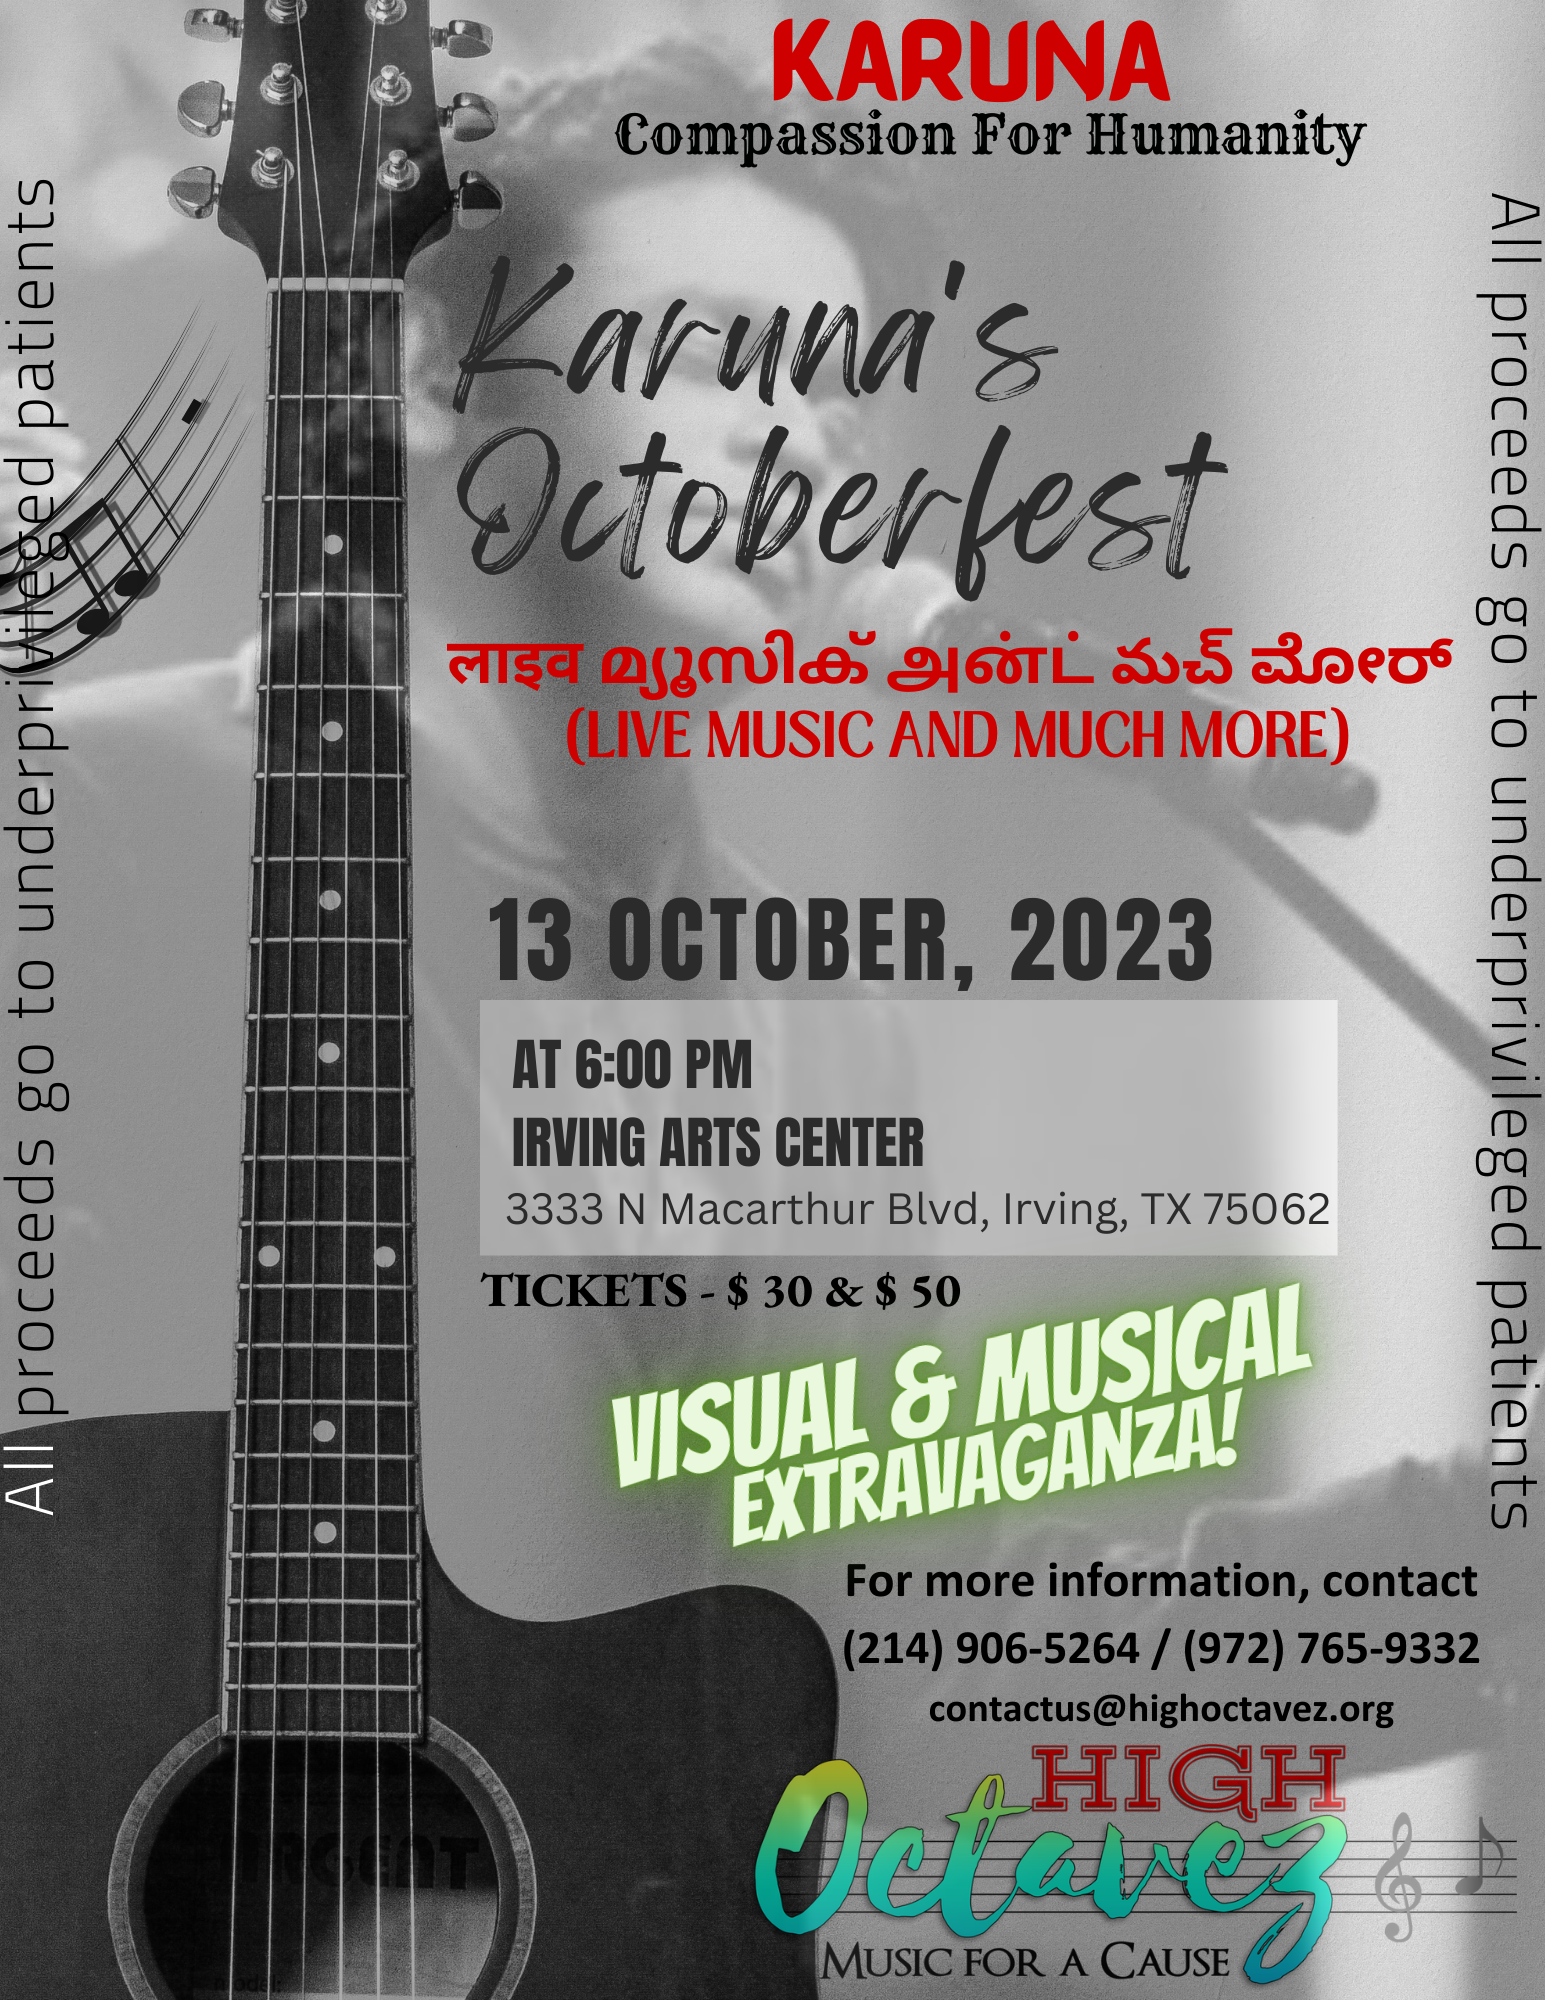 KARUNA
Compassion For Humanity
Karuna's
Octoberfest
लाइव മ്യൂസിക് அண்ட் మచ్ ಮೋರ್
(LIVE MUSIC AND MUCH MORE)
13 OCTOBER, 2023
AT 6:00 PM
IRVING ARTS CENTER
3333 N Macarthur Blvd, Irving, TX 75062
TICKETS - $ 30 & $ 50
VISUAL & MUSICAL
EXTRAVAGANZA!
For more information, contact
(214) 906-5264 / (972) 765-9332
contactus@highoctavez.org
HIGH
Octavez
MUSIC FOR A CAUSE
All proceeds go to underprivileged patients
All proceeds go to underprivileged patients
model: